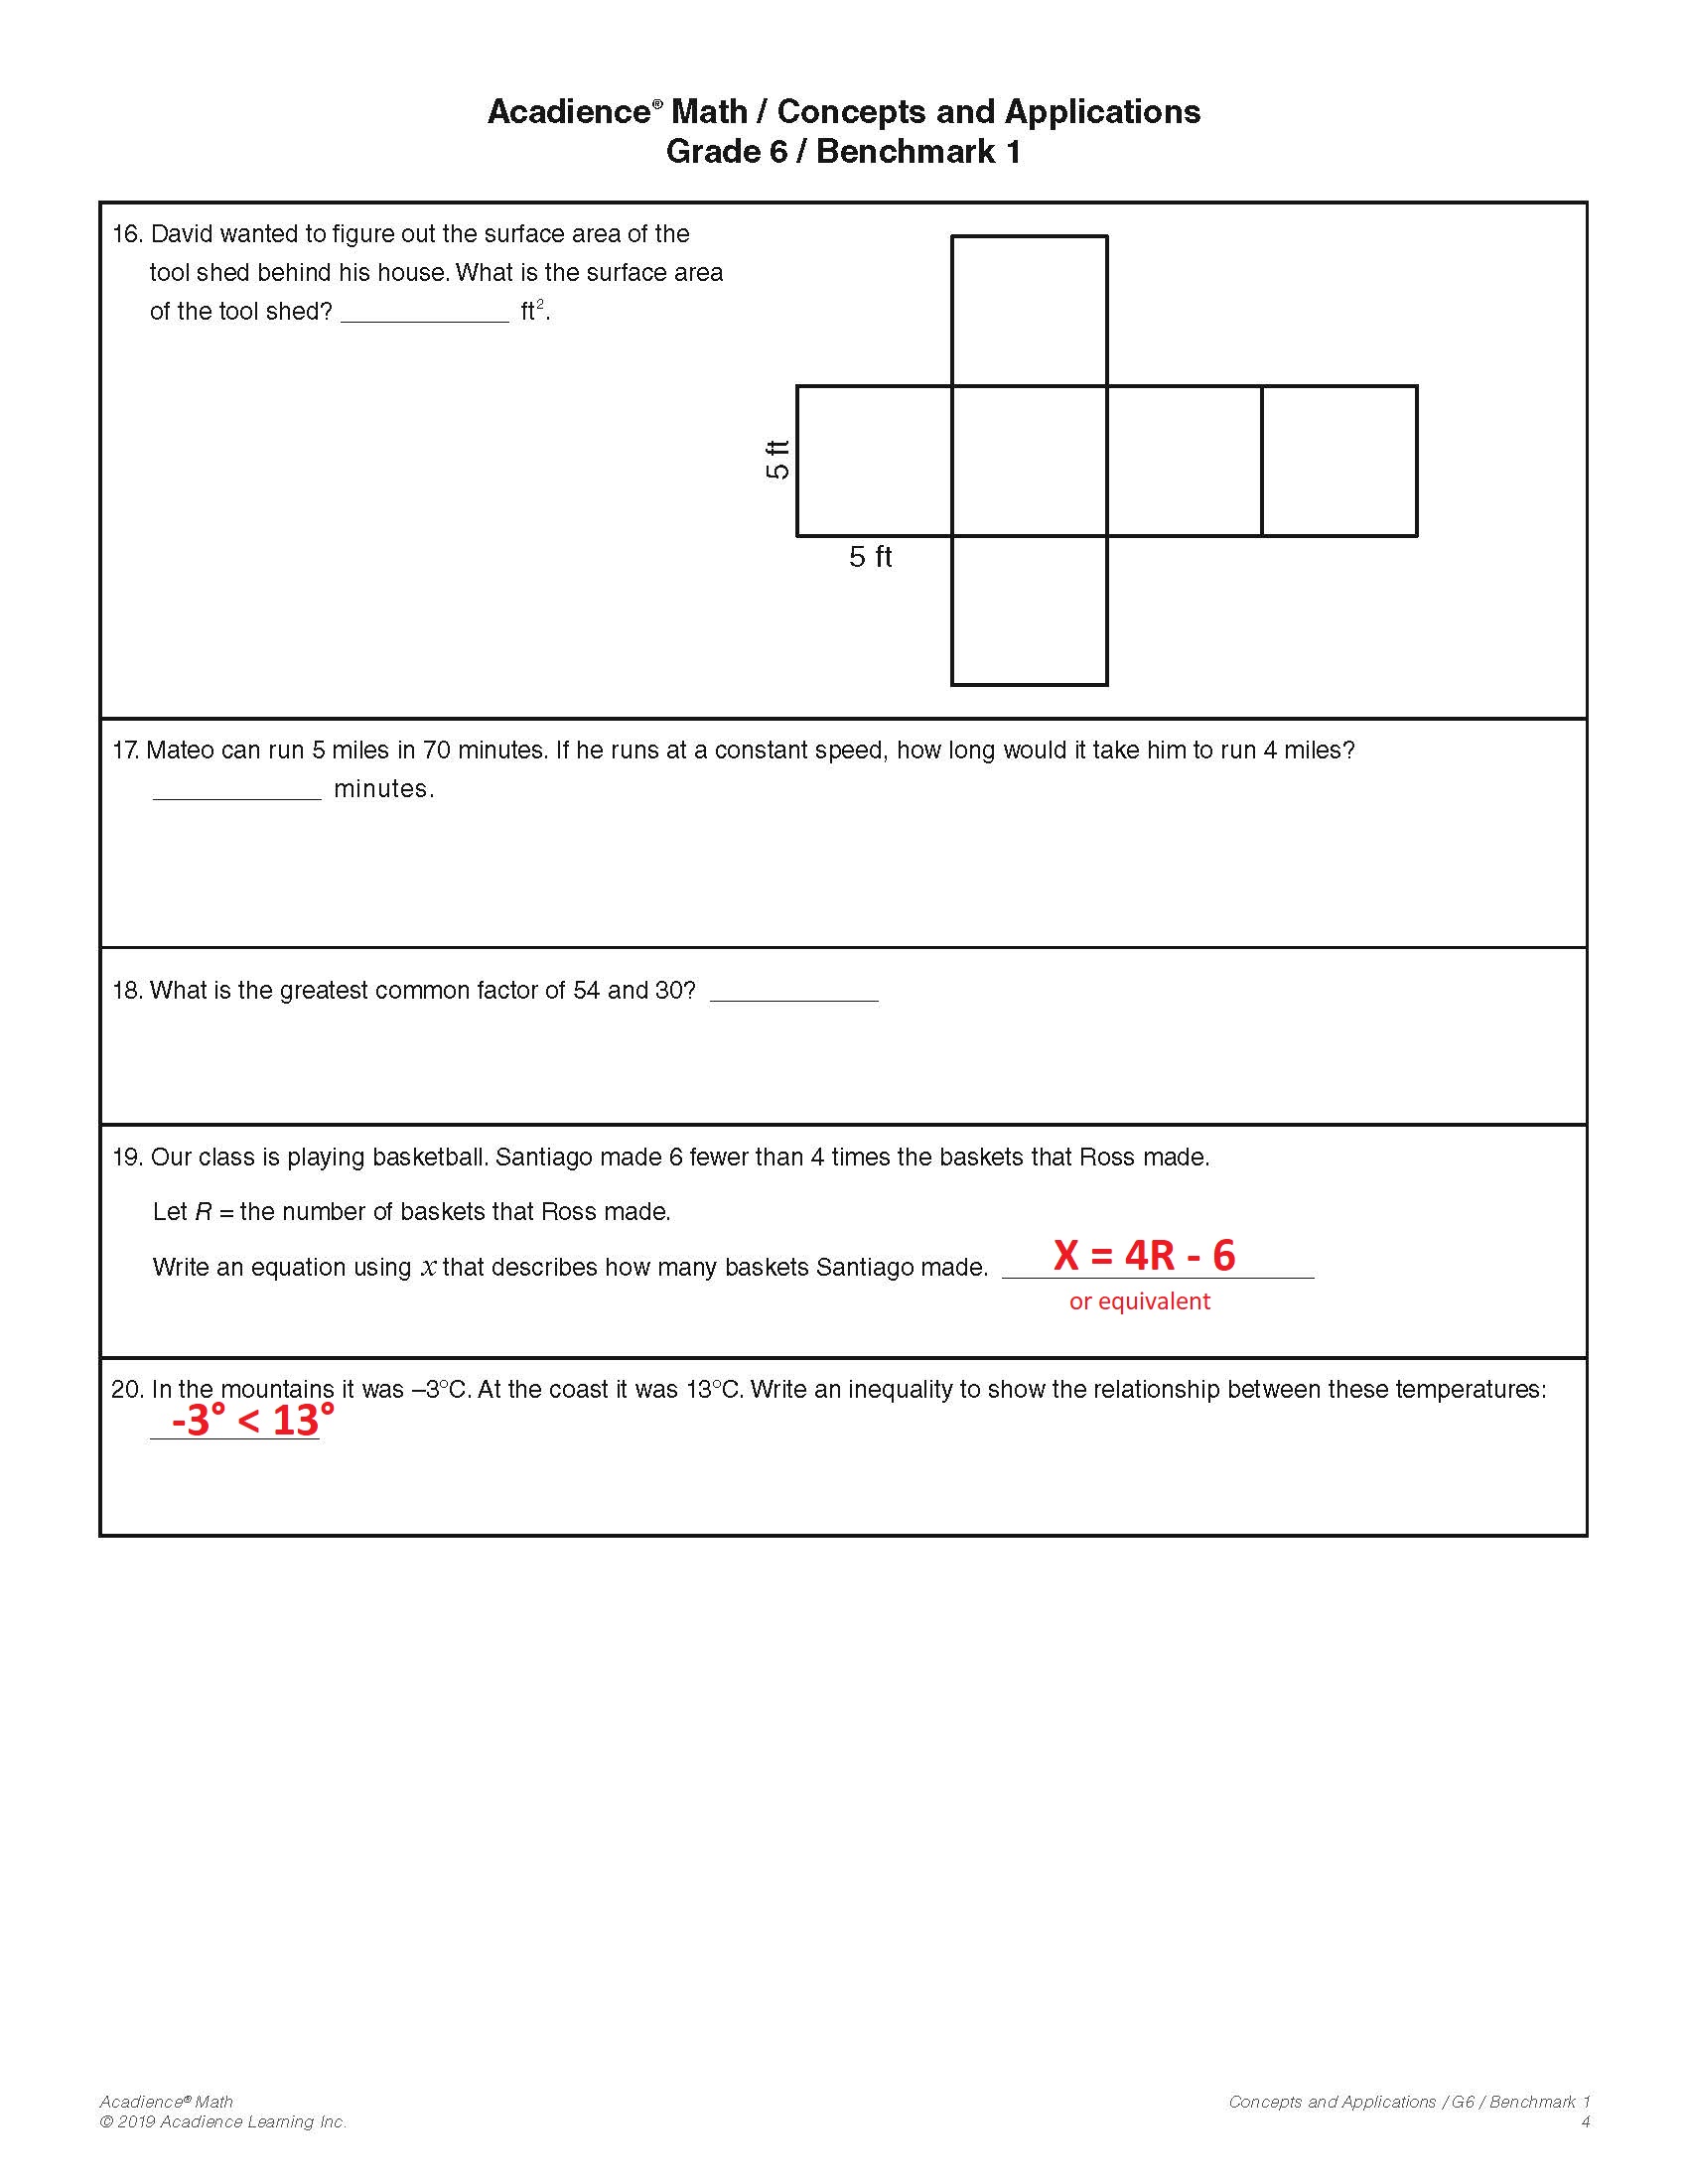 Acadience® Math / Concepts and Applications
Grade 6 / Benchmark 1
16. David wanted to figure out the surface area of the
tool shed behind his house. What is the surface area
of the tool shed? ____________ ft².
5 ft
5 ft
17. Mateo can run 5 miles in 70 minutes. If he runs at a constant speed, how long would it take him to run 4 miles?
____________ minutes.
18. What is the greatest common factor of 54 and 30? ____________
19. Our class is playing basketball. Santiago made 6 fewer than 4 times the baskets that Ross made.
Let R = the number of baskets that Ross made.
Write an equation using x that describes how many baskets Santiago made. X = 4R - 6
or equivalent
20. In the mountains it was –3°C. At the coast it was 13°C. Write an inequality to show the relationship between these temperatures:
-3° < 13°
Acadience® Math
© 2019 Acadience Learning Inc.
Concepts and Applications / G6 / Benchmark 1
4